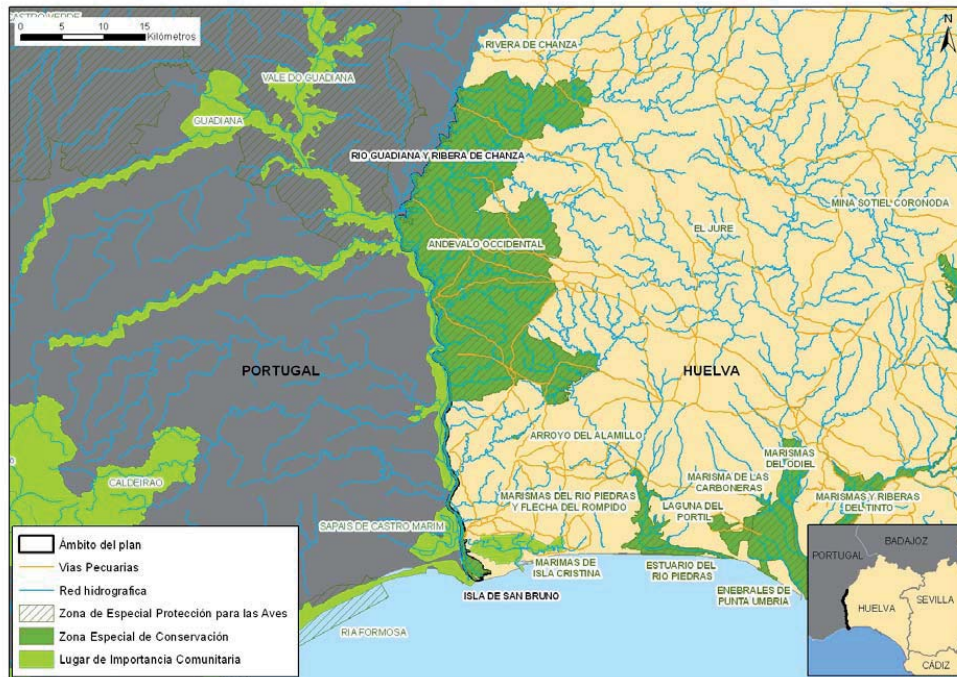 CASTRO VERDE
0 5 10 15
Kilómetros
N
RIVERA DE CHANZA
VALE DO GUADIANA
GUADIANA
RIO GUADIANA Y RIBERA DE CHANZA
MINA SOTIEL CORONODA
EL JURE
ANDEVALO OCCIDENTAL
PORTUGAL
HUELVA
ARROYO DEL ALAMILLO
MARISMAS
DEL ODIEL
CALDEIRAO
MARISMA DE LAS
CARBONERAS
MARISMAS DEL RIO PIEDRAS
Y FLECHA DEL ROMPIDO
MARISMAS Y RIBERAS
DEL TINTO
LAGUNA DEL
PORTIL
SAPAIS DE CASTRO MARIM
MARIMAS DE
ISLA CRISTINA
ESTUARIO DEL
RIO PIEDRAS
ISLA DE SAN BRUNO
ENEBRALES DE
PUNTA UMBRIA
RIA FORMOSA
Ámbito del plan
Vias Pecuarias
Red hidrografica
Zona de Especial Protección para las Aves
Zona Especial de Conservación
Lugar de Importancia Comunitaria
BADAJOZ
PORTUGAL
HUELVA
SEVILLA
CÁDIZ